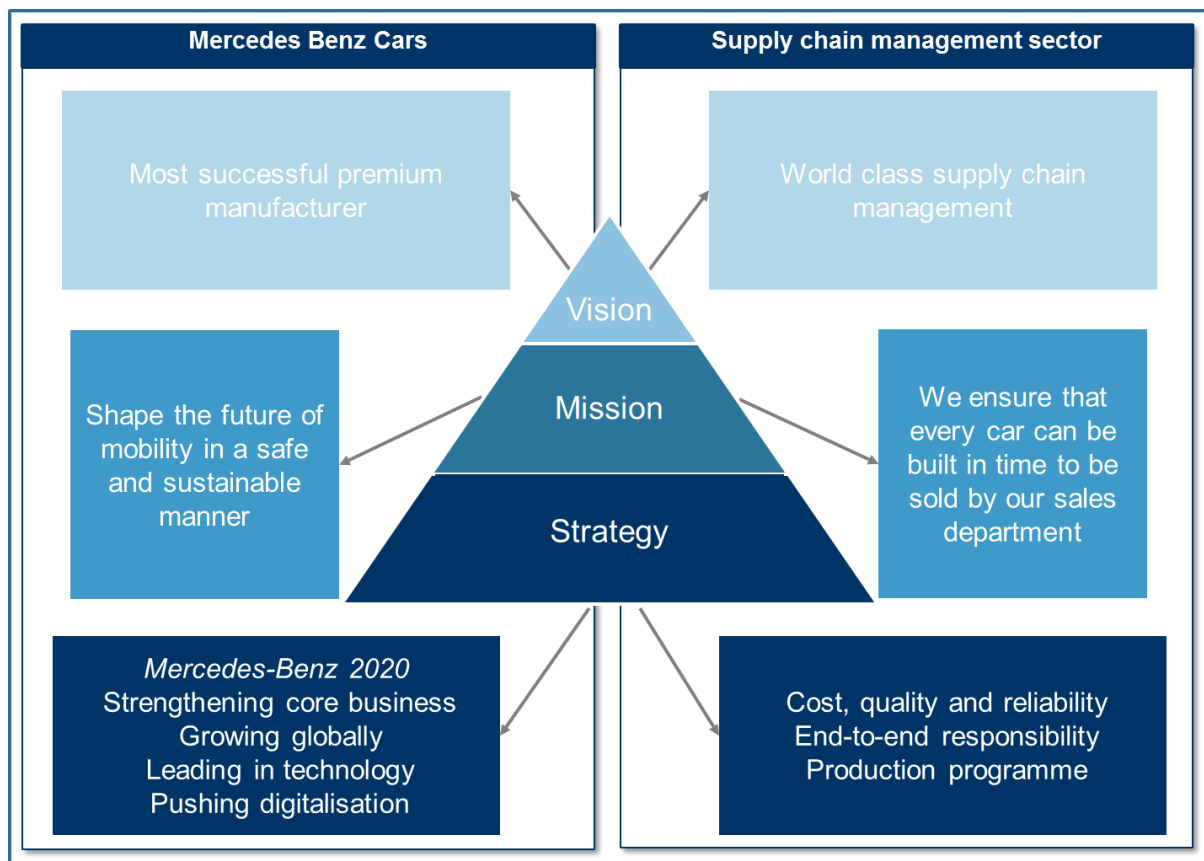 Mercedes Benz Cars
Supply chain management sector
Most successful premium
manufacturer
World class supply chain
management
Vision
Mission
Strategy
Shape the future of
mobility in a safe
and sustainable
manner
We ensure that
every car can be
built in time to be
sold by our sales
department
Mercedes-Benz 2020
Strengthening core business
Growing globally
Leading in technology
Pushing digitalisation
Cost, quality and reliability
End-to-end responsibility
Production programme